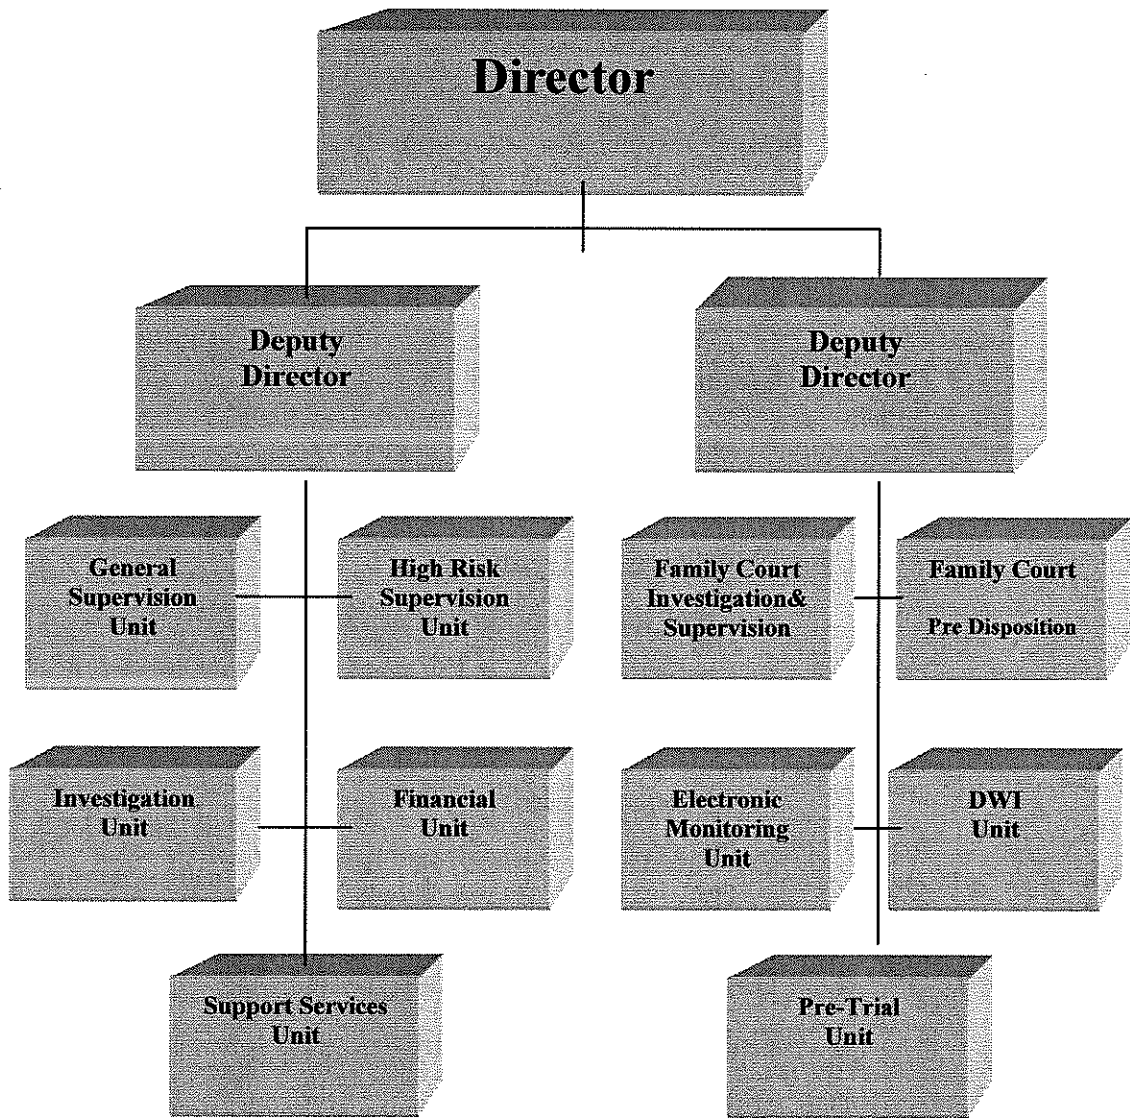 Director
Deputy
Director
Deputy
Director
General
Supervision
Unit
High Risk
Supervision
Unit
Family Court
Investigation&
Supervision
Family Court
Pre Disposition
Investigation
Unit
Financial
Unit
Electronic
Monitoring
Unit
DWI
Unit
Support Services
Unit
Pre-Trial
Unit